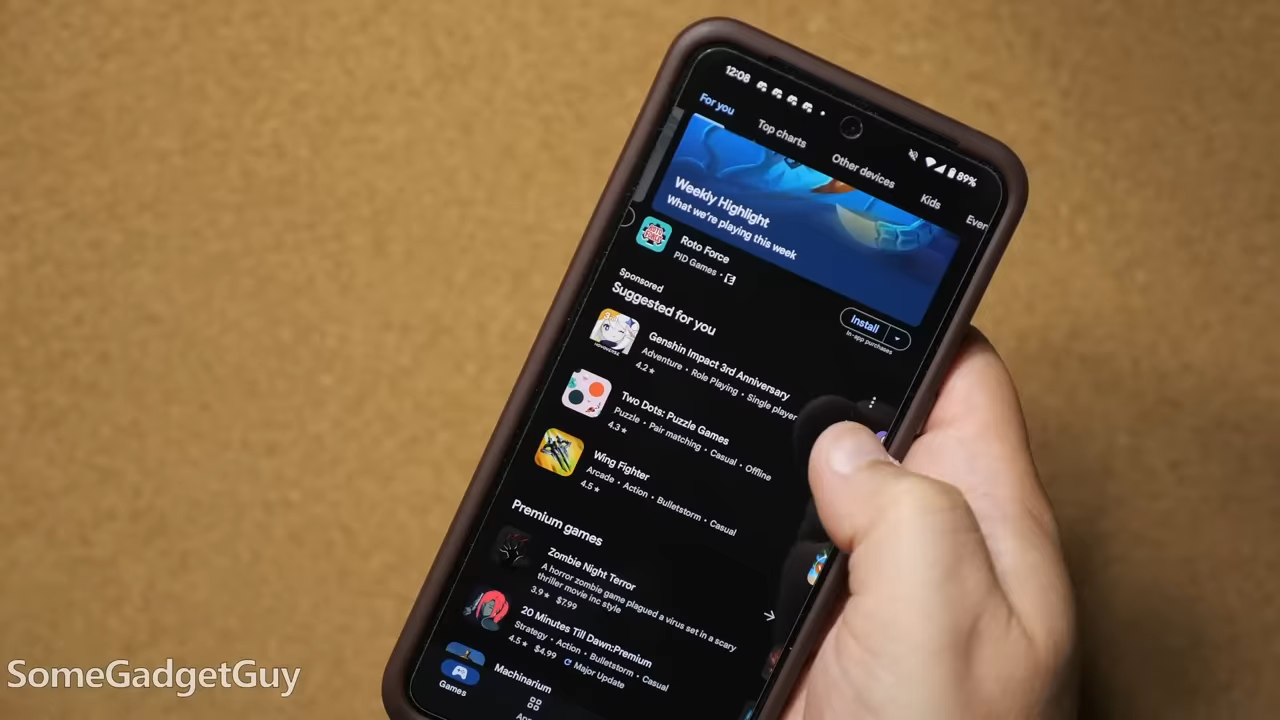 12:08
89%
For you
Top charts
Other devices
Kids
Weekly Highlight
What we're playing this week
Roto Force
PID Games
Install
In-app purchases
Sponsored
Suggested for you
Genshin Impact 3rd Anniversary
Adventure • Role Playing • Single player
4.2★
Two Dots: Puzzle Games
Puzzle • Pair matching • Casual • Offline
4.3★
Wing Fighter
Arcade • Action • Bulletstorm • Casual
4.5★
Premium games
Zombie Night Terror
A horror zombie game plagued a virus set in a scary
thriller movie inc style
3.9★ $7.99
20 Minutes Till Dawn:Premium
Strategy • Action • Bulletstorm • Casual
4.5★ $4.99 Major Update
Machinarium
Games
SomeGadgetGuy